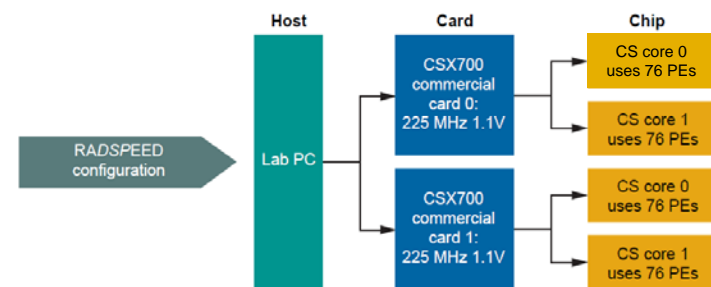 Host
Card
Chip
RADSPEED
configuration
Lab PC
CSX700
commercial
card 0:
225 MHz 1.1V
CSX700
commercial
card 1:
225 MHz 1.1V
CS core 0
uses 76 PEs
CS core 1
uses 76 PEs
CS core 0
uses 76 PEs
CS core 1
uses 76 PEs